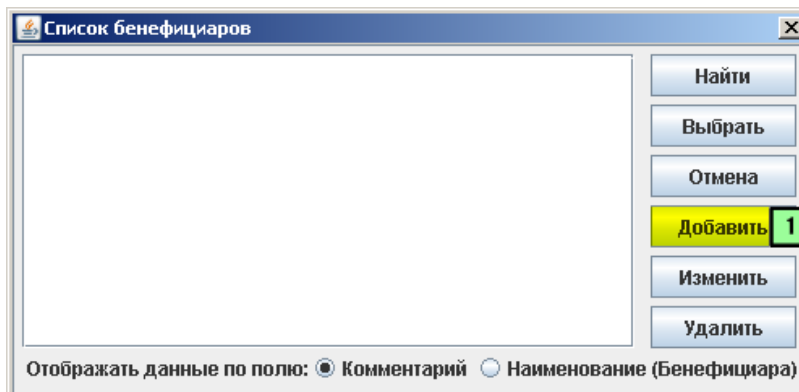 Список бенефициаров
Найти
Выбрать
Отмена
Добавить 1
Изменить
Удалить
Отображать данные по полю: Комментарий Наименование (Бенефициара)